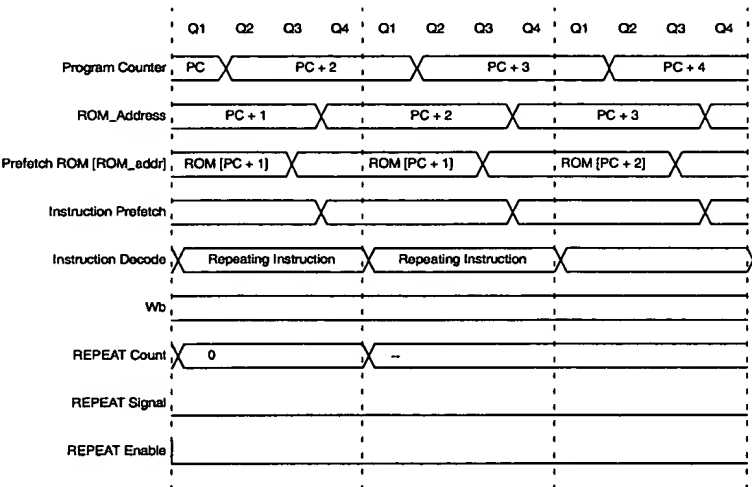 Q1 Q2 Q3 Q4 Q1 Q2 Q3 Q4 Q1 Q2 Q3 Q4
Program Counter PC PC + 2 PC + 3 PC + 4
ROM_Address PC + 1 PC + 2 PC + 3
Prefetch ROM [ROM_addr] ROM [PC + 1] ROM [PC + 1] ROM [PC + 2]
Instruction Prefetch
Instruction Decode Repeating Instruction Repeating Instruction
Wb
REPEAT Count 0 --
REPEAT Signal
REPEAT Enable